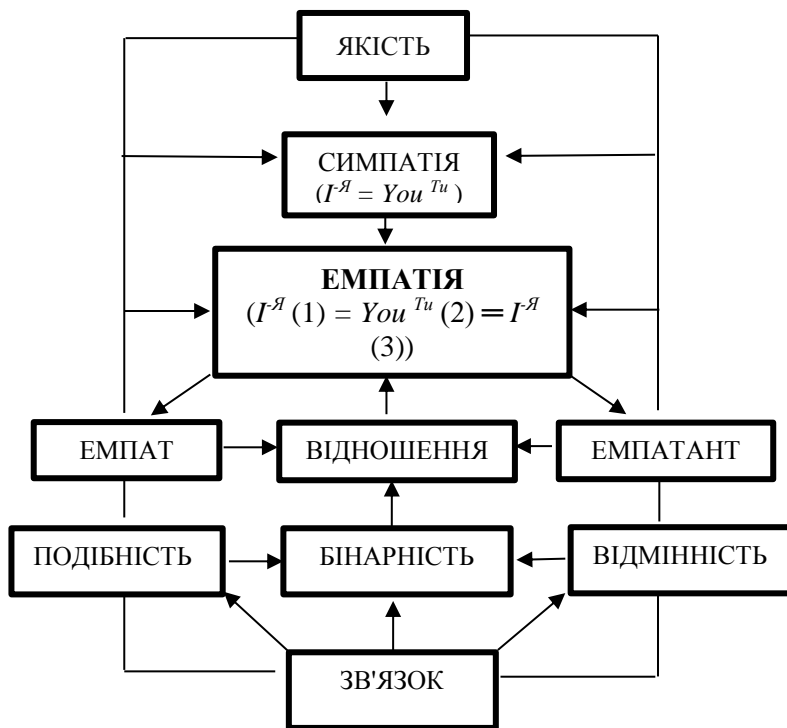 ЯКІСТЬ
СИМПАТІЯ
(I-Я = You Ти )
ЕМПАТІЯ
(I-Я (1) = You Ти (2) = I-Я
(3))
ЕМПАТ
ВІДНОШЕННЯ
ЕМПАТАНТ
ПОДІБНІСТЬ
БІНАРНІСТЬ
ВІДМІННІСТЬ
ЗВ'ЯЗОК